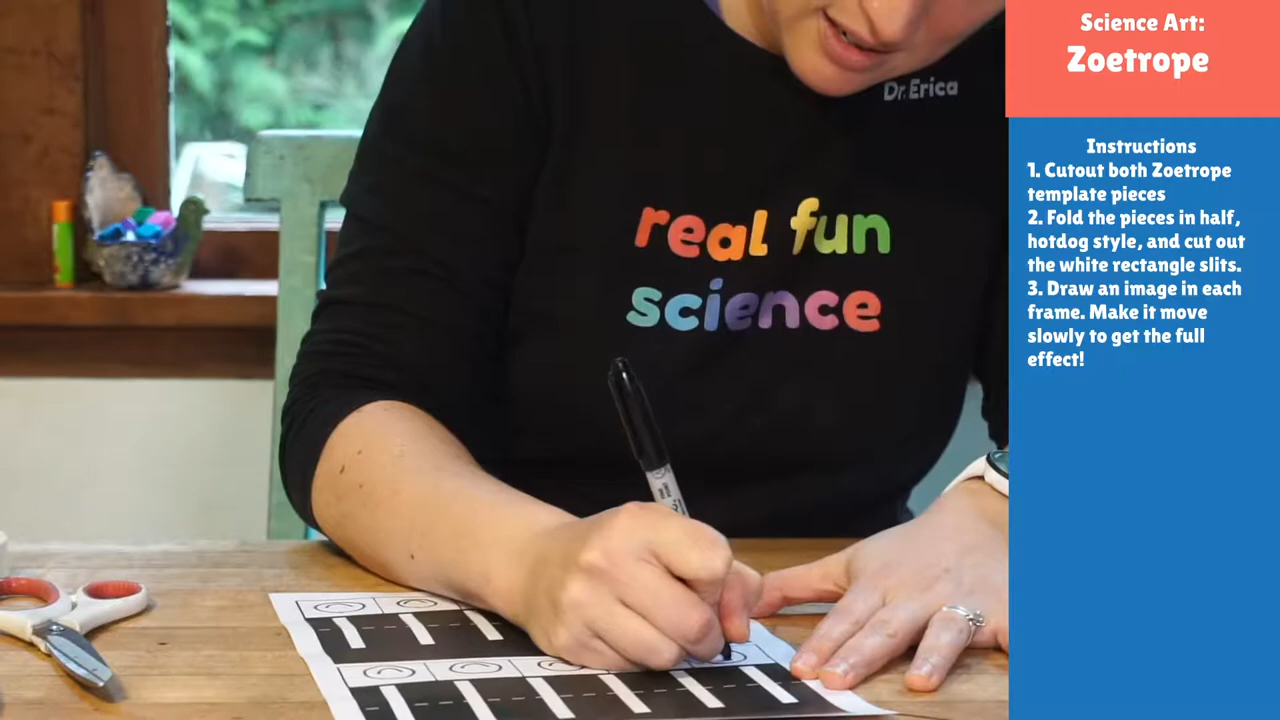 Science Art:
Zoetrope
Dr. Erica
real fun
science
Instructions
1. Cutout both Zoetrope
template pieces
2. Fold the pieces in half,
hotdog style, and cut out
the white rectangle slits.
3. Draw an image in each
frame. Make it move
slowly to get the full
effect!